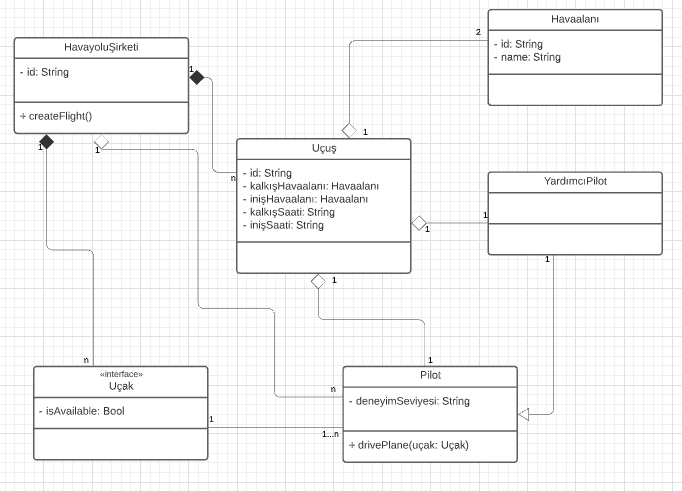 HavayoluŞirketi
- id: String
+ createFlight()
1
1
1
n
Havaalanı
- id: String
- name: String
2
1
Uçuş
- id: String
- kalkışHavaalanı: Havaalanı
- inişHavaalanı: Havaalanı
- kalkışSaati: String
- inişSaati: String
1
1
1
YardımcıPilot
1
«interface»
Uçak
- isAvailable: Bool
n
1
1...n
n
1
Pilot
- deneyimSeviyesi: String
+ drivePlane(uçak: Uçak)